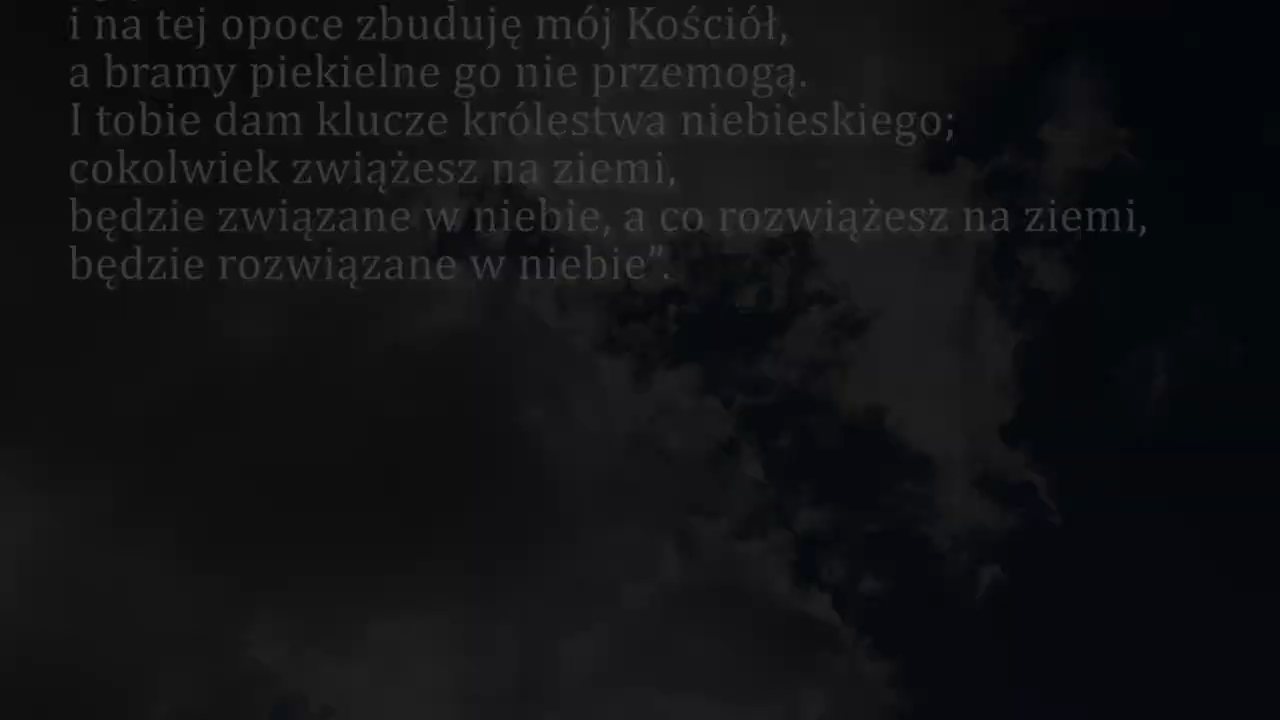 i na tej opoce zbuduję mój Kościół,
a bramy piekielne go nie przemogą.
I tobie dam klucze królestwa niebieskiego;
cokolwiek zwiążesz na ziemi,
będzie związane w niebie, a co rozwiążesz na ziemi,
będzie rozwiązane w niebie”.